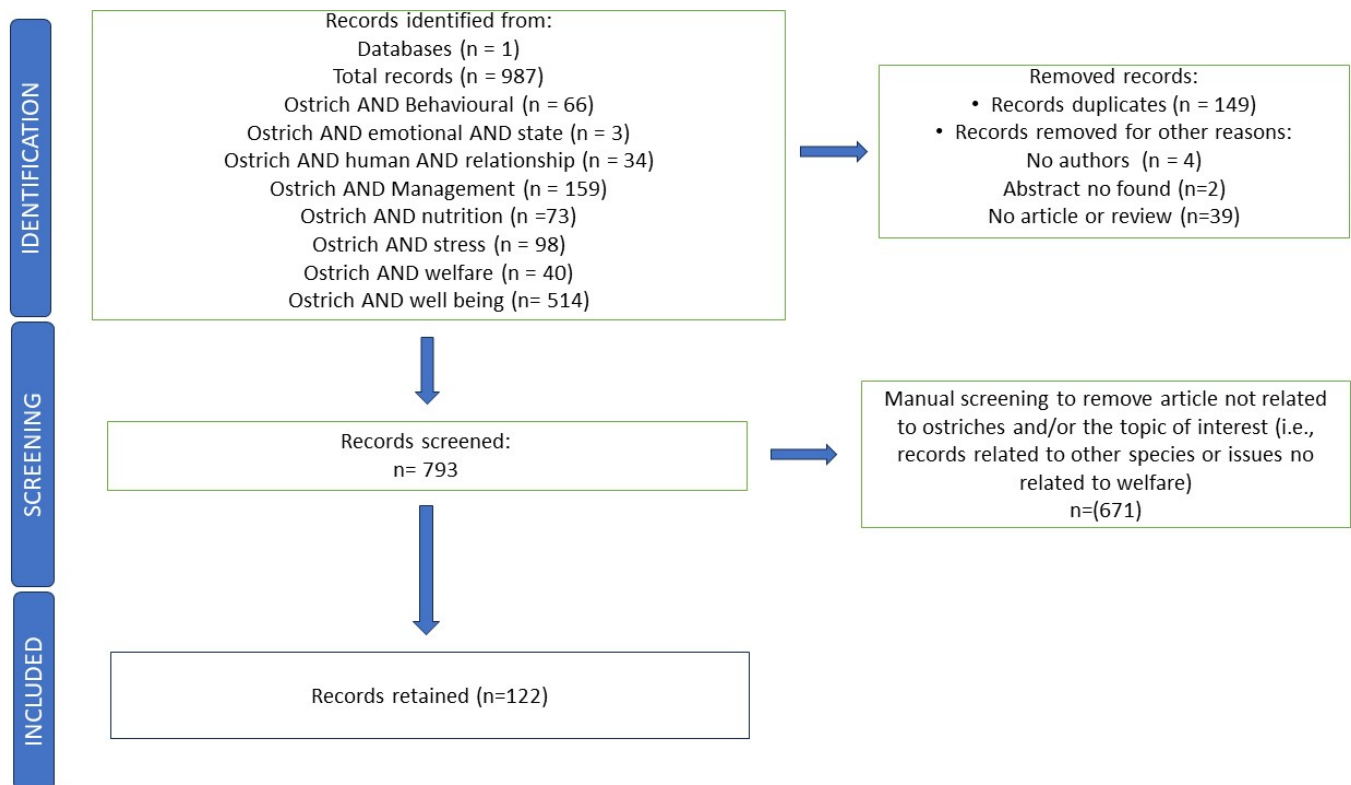 IDENTIFICATION
Records identified from:
Databases (n = 1)
Total records (n = 987)
Ostrich AND Behavioural (n = 66)
Ostrich AND emotional AND state (n = 3)
Ostrich AND human AND relationship (n = 34)
Ostrich AND Management (n = 159)
Ostrich AND nutrition (n =73)
Ostrich AND stress (n = 98)
Ostrich AND welfare (n = 40)
Ostrich AND well being (n= 514)
Removed records:
• Records duplicates (n = 149)
• Records removed for other reasons:
No authors (n = 4)
Abstract no found (n=2)
No article or review (n=39)
SCREENING
Records screened:
n= 793
Manual screening to remove article not related
to ostriches and/or the topic of interest (i.e.,
records related to other species or issues no
related to welfare)
n=(671)
INCLUDED
Records retained (n=122)